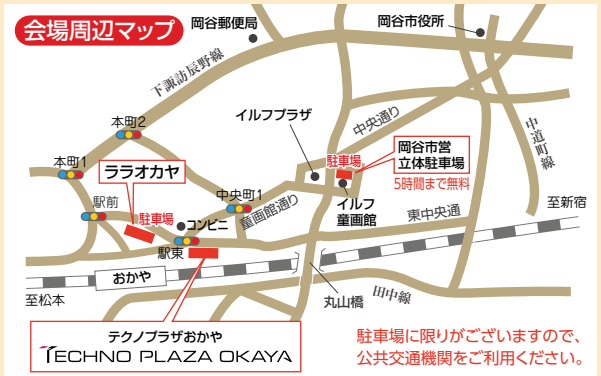 会場周辺マップ
岡谷郵便局
岡谷市役所
下諏訪辰野線
本町2
イルフプラザ
中央通り
中道町線
本町1
ララオカヤ
駐車場
岡谷市営
立体駐車場
5時間まで無料
駅前
駐車場
中央町1
コンビニ
童画館通り
イルフ
童画館
東中央通
至新宿
駅東
おかや
至松本
丸山橋
田中線
テクノプラザおかや
TECHNO PLAZA OKAYA
駐車場に限りがございますので、
公共交通機関をご利用ください。